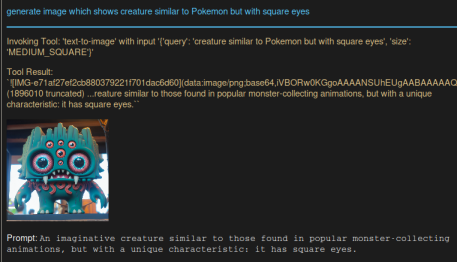 generate image which shows creature similar to Pokemon but with square eyes
Invoking Tool: 'text-to-image' with input '{'query': 'creature similar to Pokemon but with square eyes', 'size':
'MEDIUM_SQUARE'}'
Tool Result:
`![IMG-e71af27ef2cb880379221f701dac6d60](data:image/png;base64,iVBORw0KGgoAAAANSUhEUgAABAAAAAQ
(1896010 truncated) ...reature similar to those found in popular monster-collecting animations, but with a unique
characteristic: it has square eyes.``
Prompt: An imaginative creature similar to those found in popular monster-collecting
animations, but with a unique characteristic: it has square eyes.